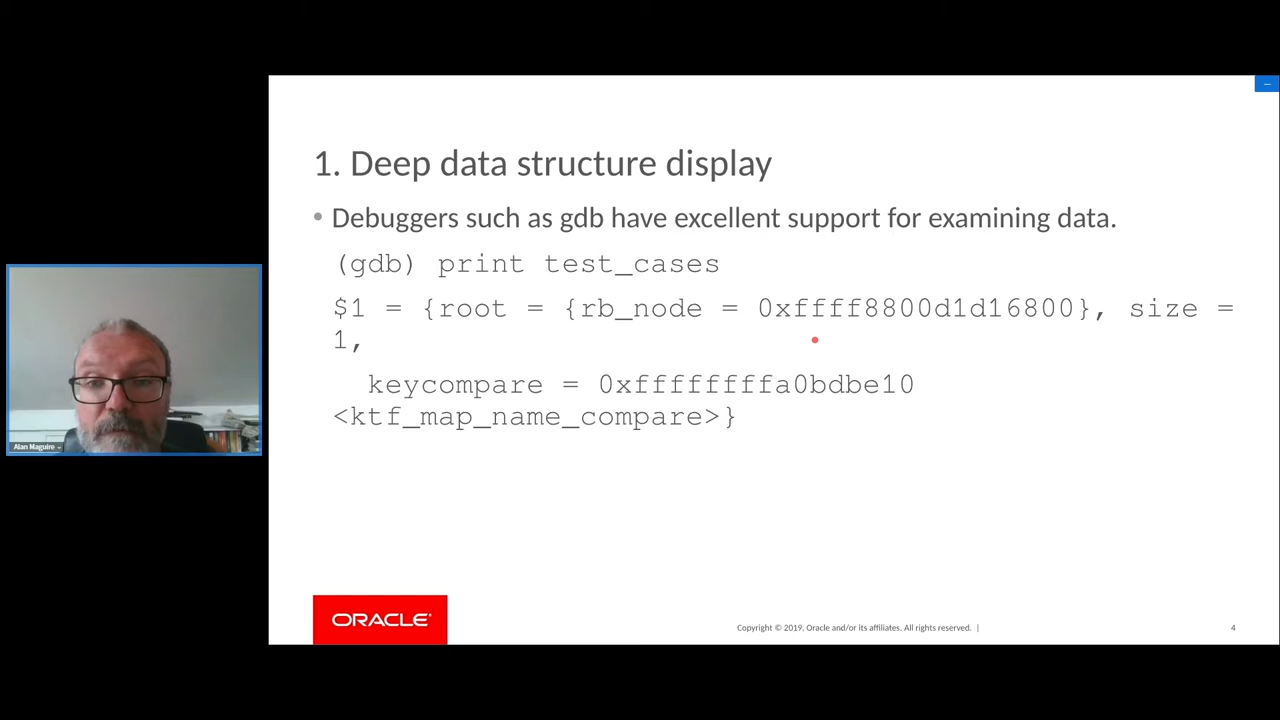 1. Deep data structure display
• Debuggers such as gdb have excellent support for examining data.
(gdb) print test_cases
$1 = {root = {rb_node = 0xffff8800d1d16800}, size =
1,
keycompare = 0xffffffffa0bdbe10
<ktf_map_name_compare>}
Alan Maguire
ORACLE®
Copyright © 2019, Oracle and/or its affiliates. All rights reserved. |
4